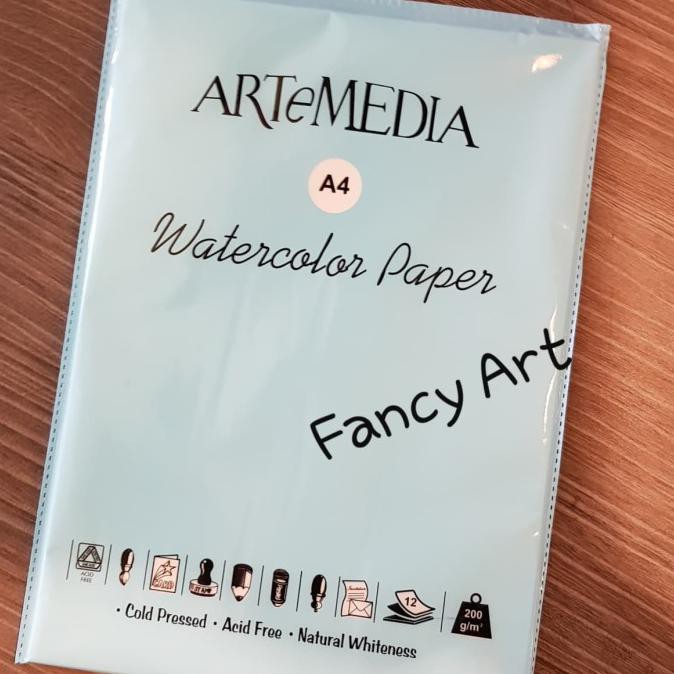 ARTeMEDIA
A4
Watercolor Paper
Fancy Art
ACID
FREE
12
200
g/m²
· Cold Pressed · Acid Free · Natural Whiteness